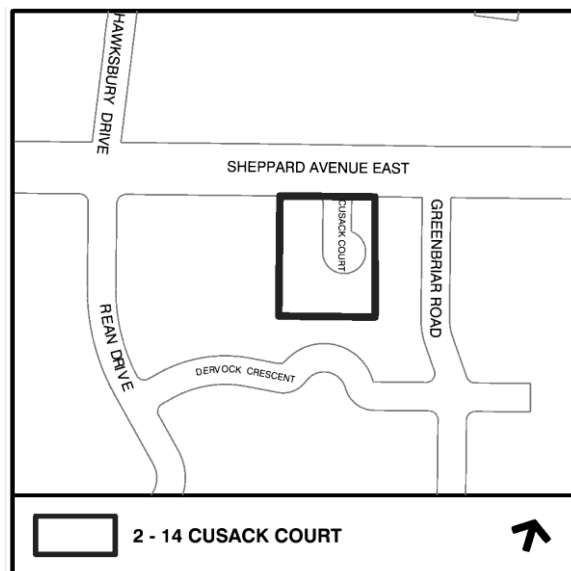 HAWKSBURY DRIVE
SHEPPARD AVENUE EAST
CUSACK COURT
GREENBRIAR ROAD
REAN DRIVE
DERVOCK CRESCENT
2 - 14 CUSACK COURT